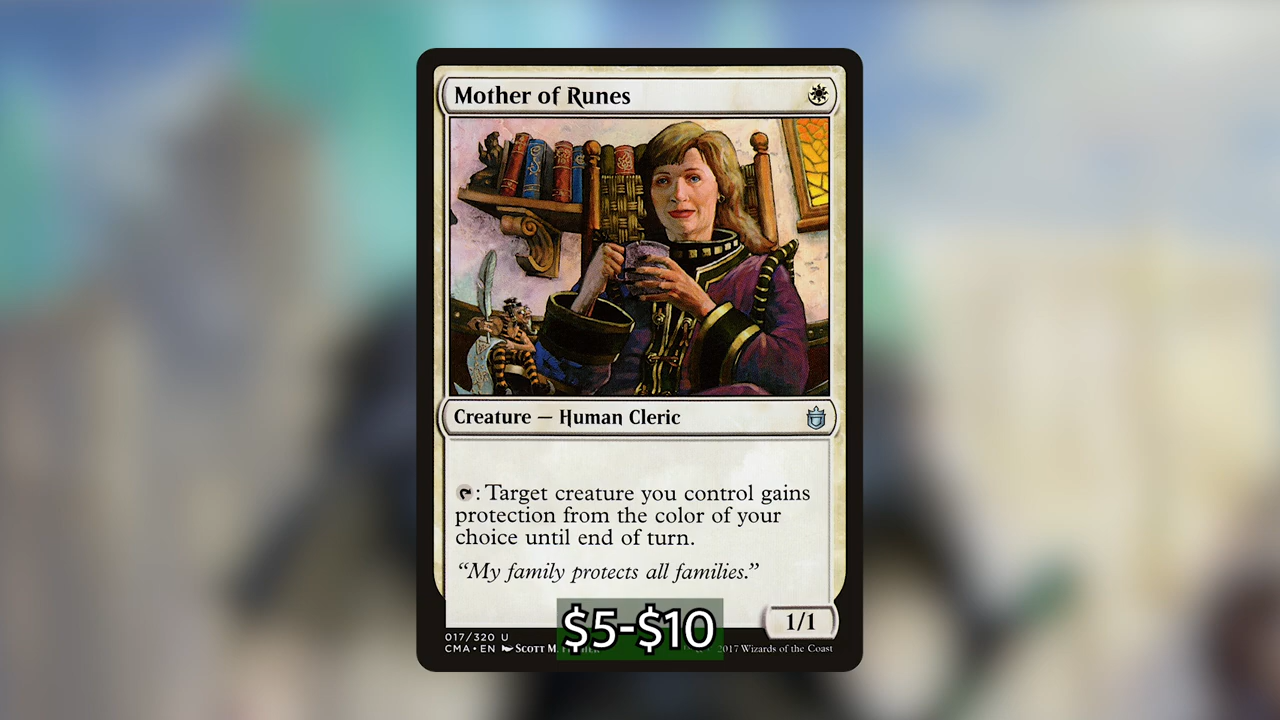 Mother of Runes
Creature — Human Cleric
: Target creature you control gains
protection from the color of your
choice until end of turn.
“My family protects all families.”
$5-$10
1/1
017/320 U
CMA • EN Scott M.
2017 Wizards of the Coast